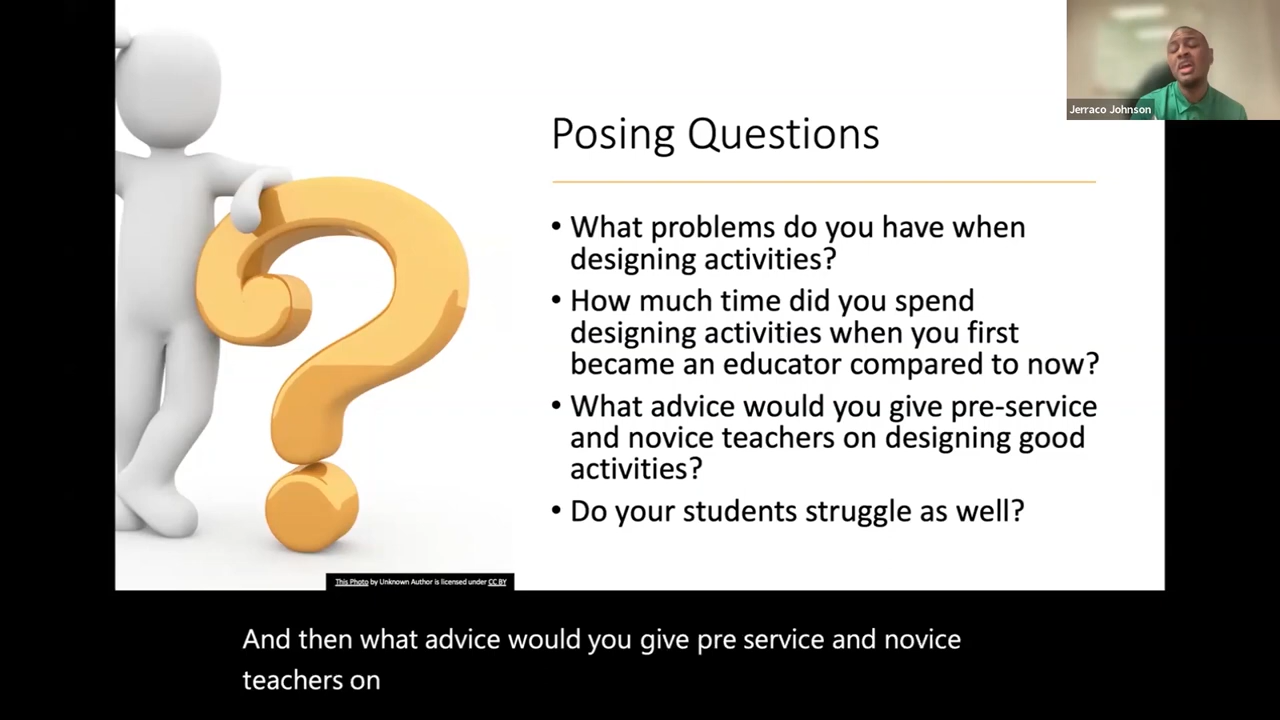 Jerraco Johnson
Posing Questions
• What problems do you have when
designing activities?
• How much time did you spend
designing activities when you first
became an educator compared to now?
• What advice would you give pre-service
and novice teachers on designing good
activities?
• Do your students struggle as well?
This Photo by Unknown Author is licensed under CC BY
And then what advice would you give pre service and novice
teachers on